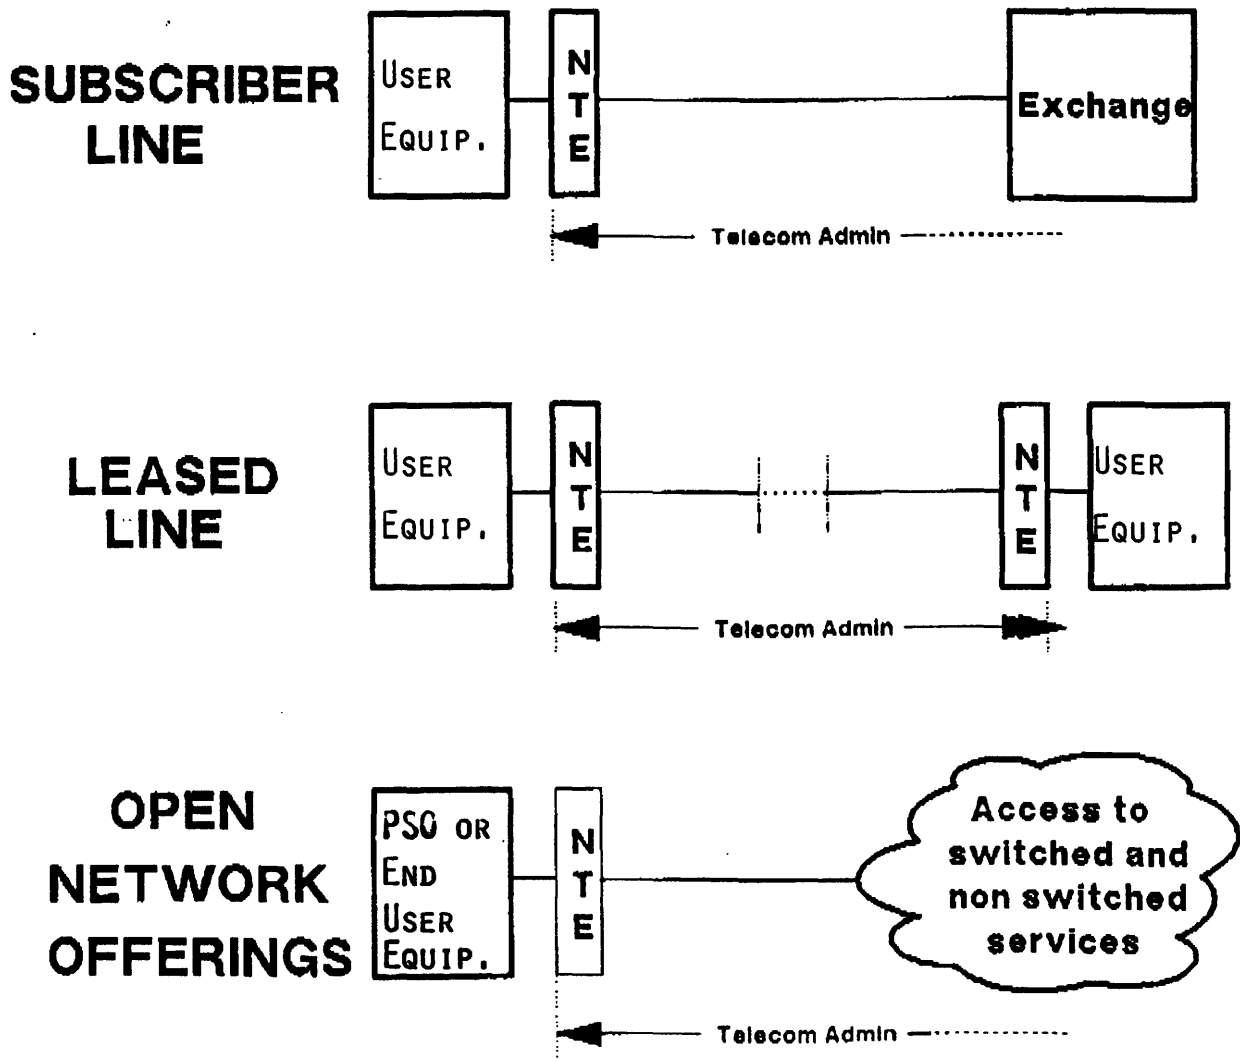 SUBSCRIBER
LINE
USER
EQUIP.
N
T
E
Exchange
Telecom Admin
LEASED
LINE
USER
EQUIP.
N
T
E
N
T
E
USER
EQUIP.
Telecom Admin
OPEN
NETWORK
OFFERINGS
PSO OR
END
USER
EQUIP.
N
T
E
Access to
switched and
non switched
services
Telecom Admin